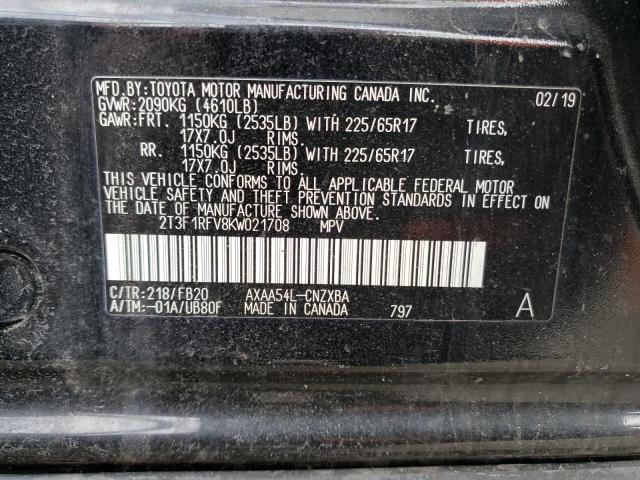 MFD.BY:TOYOTA MOTOR MANUFACTURING CANADA INC. 02/19
GVWR:2090KG (4610LB)
GAWR:FRT. 1150KG (2535LB) WITH 225/65R17 TIRES,
17X7.0J RIMS.
RR. 1150KG (2535LB) WITH 225/65R17 TIRES,
17X7.0J RIMS.
THIS VEHICLE CONFORMS TO ALL APPLICABLE FEDERAL MOTOR
VEHICLE SAFETY AND THEFT PREVENTION STANDARDS IN EFFECT ON
THE DATE OF MANUFACTURE SHOWN ABOVE.
2T3F1RFV8KW021708 MPV
C/TR:218/FB20 AXAA54L-CNZXBA
A/TM:-01A/UB80F MADE IN CANADA 797 A